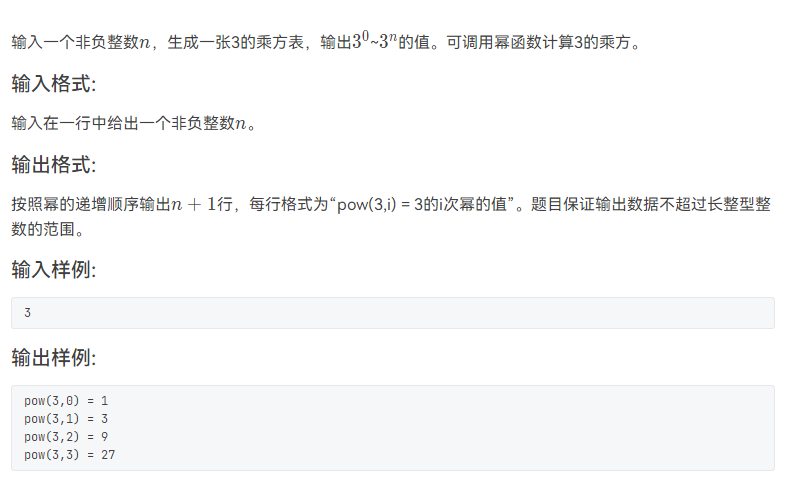 输入一个非负整数n，生成一张3的乘方表，输出3^0~3^n的值。可调用幂函数计算3的乘方。
输入格式:
输入在一行中给出一个非负整数n。
输出格式:
按照幂的递增顺序输出n + 1行，每行格式为“pow(3,i) = 3的i次幂的值”。题目保证输出数据不超过长整型整
数的范围。
输入样例:
3
输出样例:
pow(3,0) = 1
pow(3,1) = 3
pow(3,2) = 9
pow(3,3) = 27